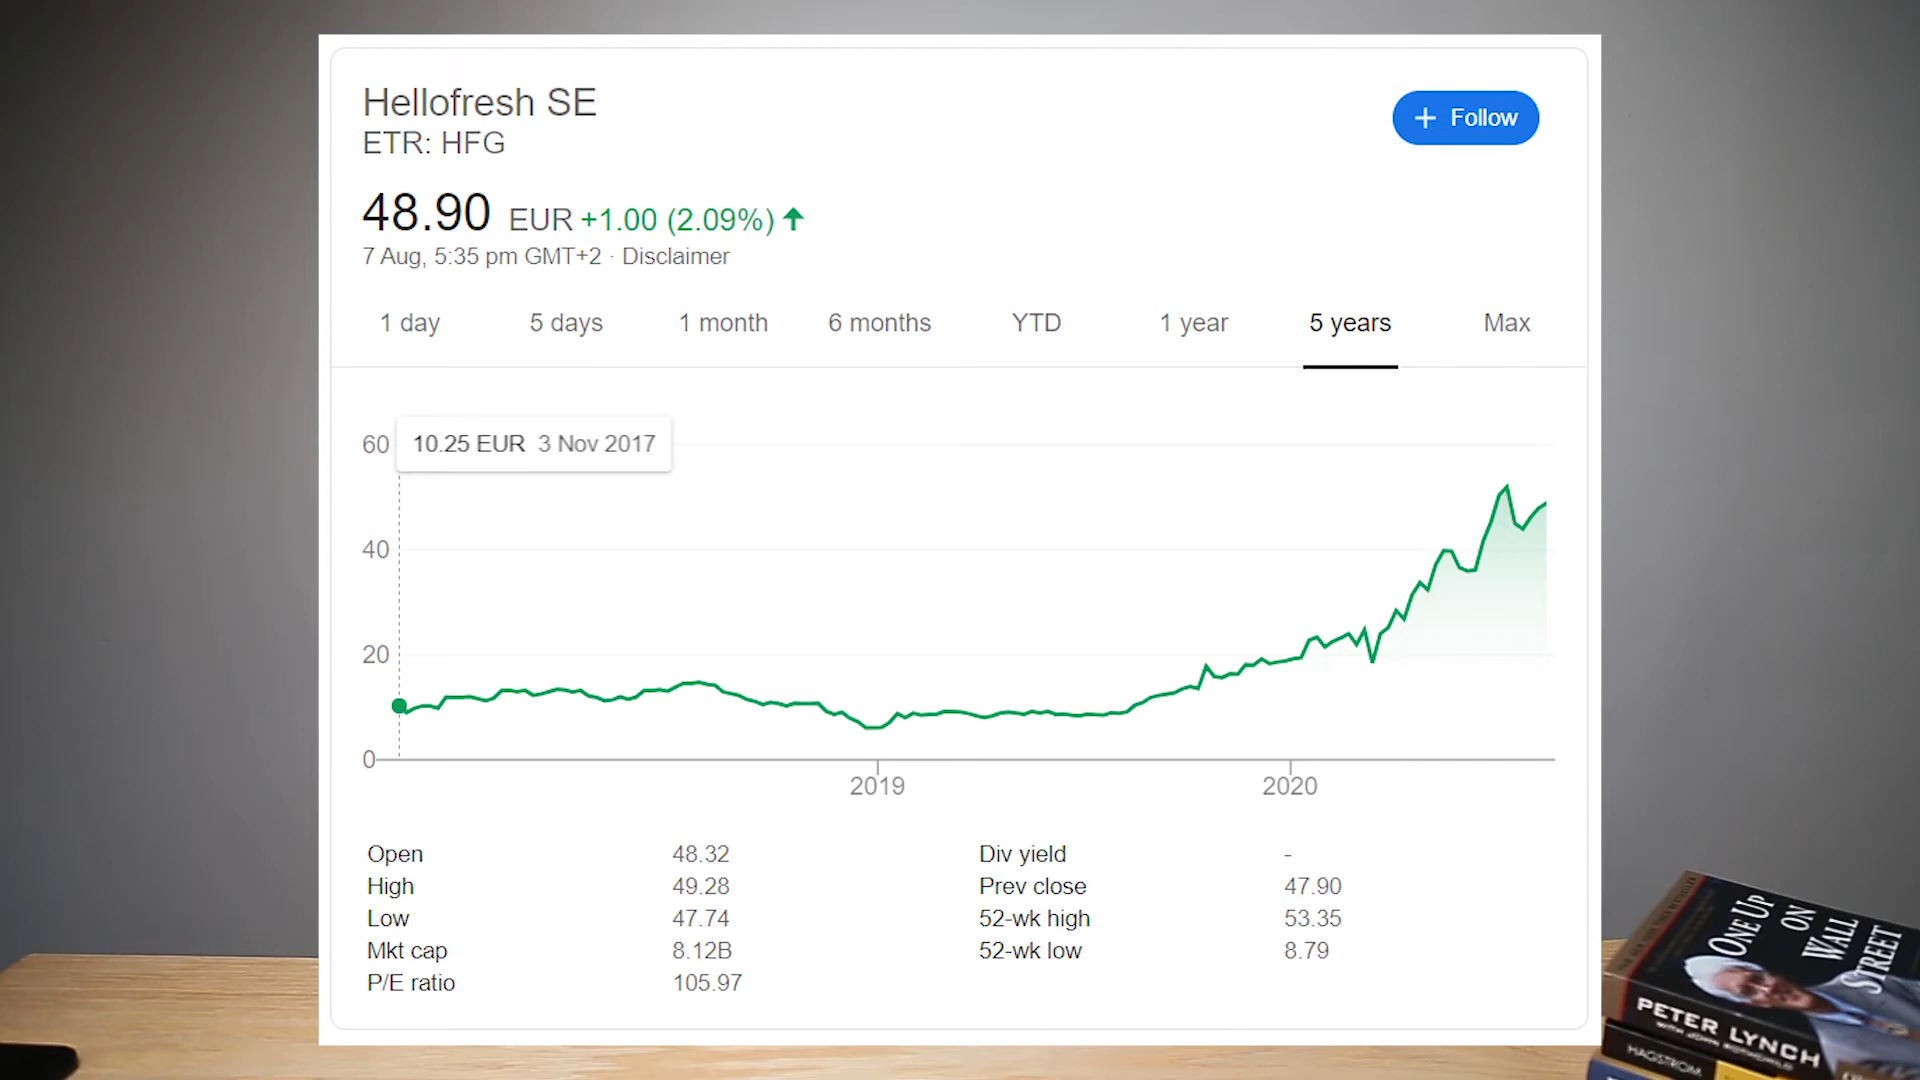 Hellofresh SE
ETR: HFG
+ Follow
48.90 EUR +1.00 (2.09%)
7 Aug, 5:35 pm GMT+2 · Disclaimer
1 day 5 days 1 month 6 months YTD 1 year 5 years Max
60
10.25 EUR 3 Nov 2017
40
20
0
2019 2020
Open 48.32 Div yield -
High 49.28 Prev close 47.90
Low 47.74 52-wk high 53.35
Mkt cap 8.12B 52-wk low 8.79
P/E ratio 105.97
ONE UP
ON
WALL
STREET
PETER LYNCH
WITH JOHN ROTHCHILD
HAGSTROM